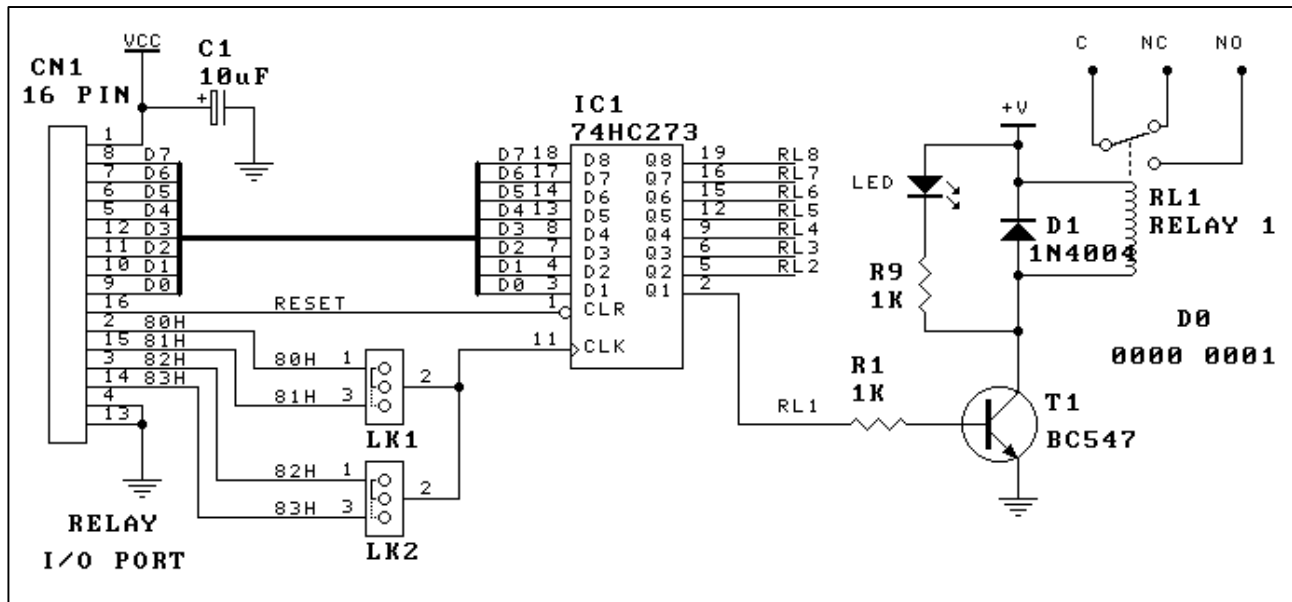 VCC
C1
10uF
+
CN1
16 PIN
1
8 D7
7 D6
6 D5
5 D4
12 D3
11 D2
10 D1
9 D0
16 RESET
2 80H
15 81H
3 82H
14 83H
4
13
RELAY
I/O PORT
80H 1
81H 3
2
LK1
82H 1
83H 3
2
LK2
IC1
74HC273
D7 18 D8 Q8 19 RL8
D6 17 D7 Q7 16 RL7
D5 14 D6 Q6 15 RL6
D4 13 D5 Q5 12 RL5
D3 8 D4 Q4 9 RL4
D2 7 D3 Q3 6 RL3
D1 4 D2 Q2 5 RL2
D0 3 D1 Q1 2
1 CLR
11 CLK
RL1
R1
1K
LED
R9
1K
+V
D1
1N4004
C NC NO
RL1
RELAY 1
D0
0000 0001
T1
BC547